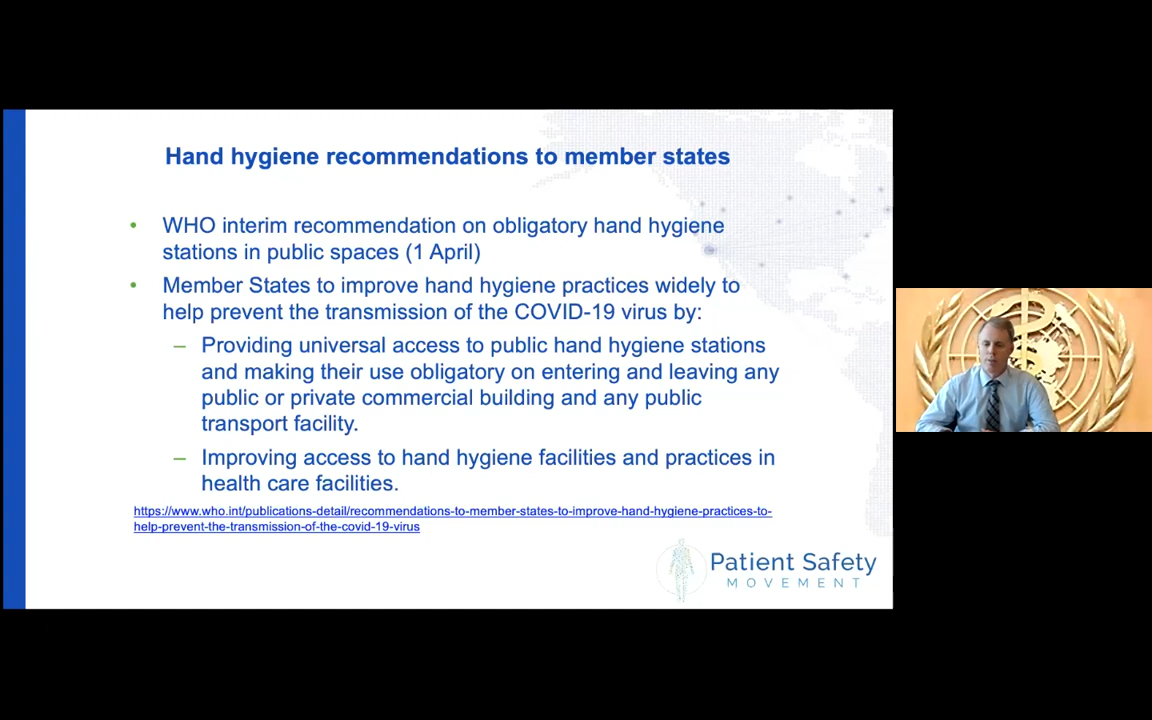 Hand hygiene recommendations to member states
• WHO interim recommendation on obligatory hand hygiene
stations in public spaces (1 April)
• Member States to improve hand hygiene practices widely to
help prevent the transmission of the COVID-19 virus by:
– Providing universal access to public hand hygiene stations
and making their use obligatory on entering and leaving any
public or private commercial building and any public
transport facility.
– Improving access to hand hygiene facilities and practices in
health care facilities.
https://www.who.int/publications-detail/recommendations-to-member-states-to-improve-hand-hygiene-practices-to-
help-prevent-the-transmission-of-the-covid-19-virus
Patient Safety
MOVEMENT